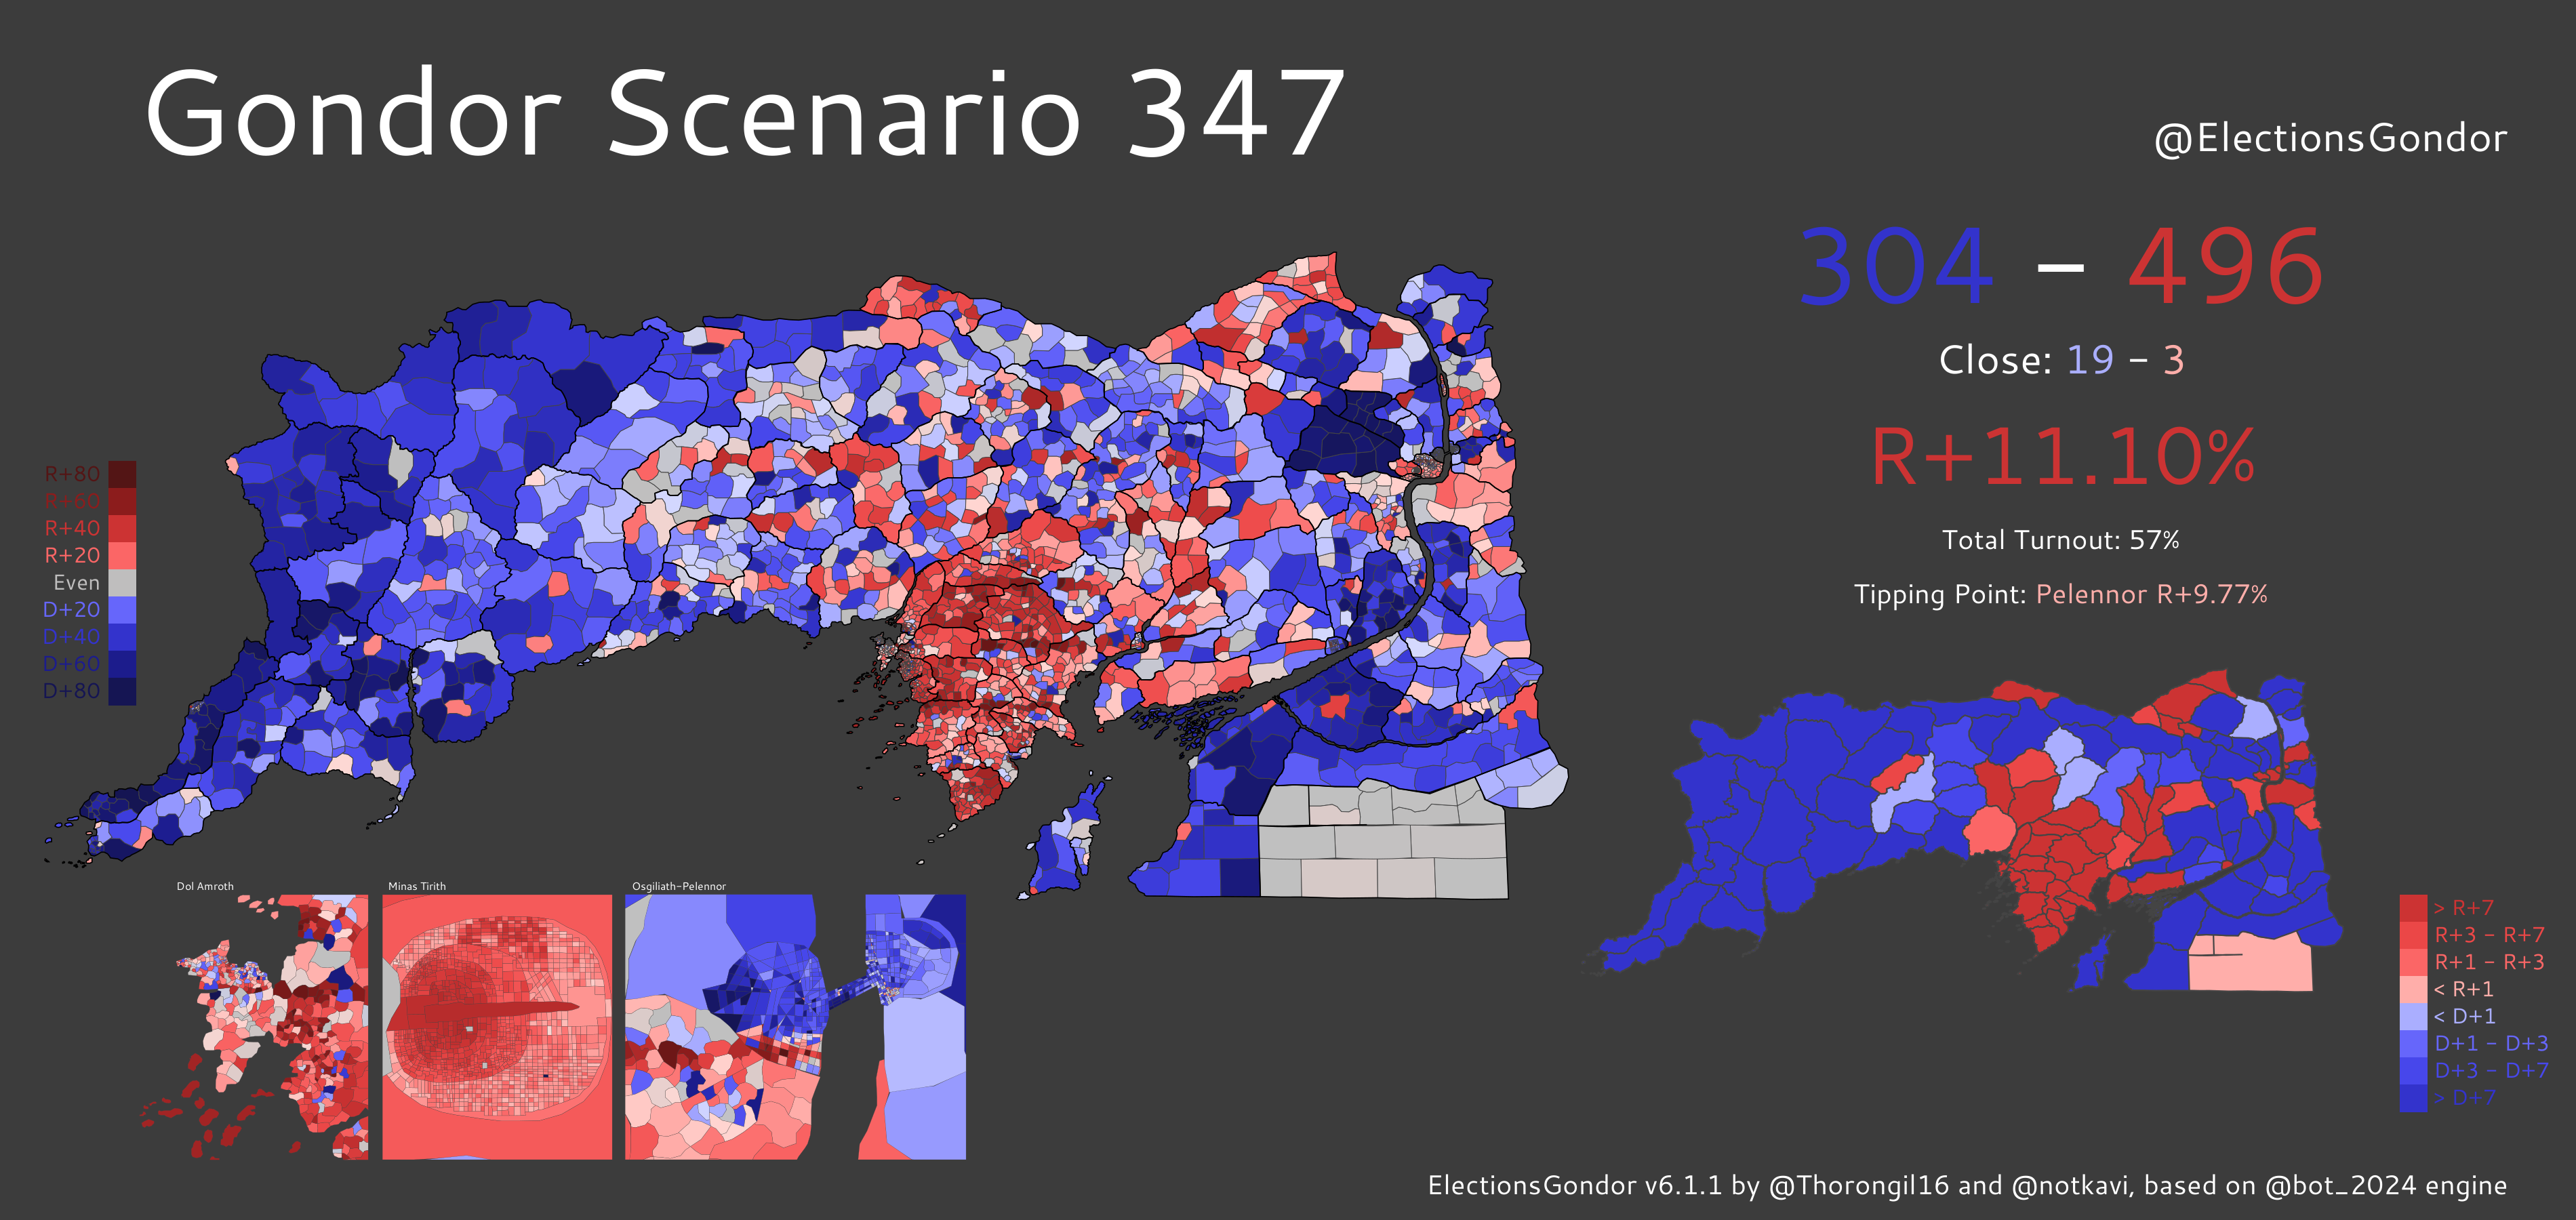 Gondor Scenario 347
@ElectionsGondor
304 – 496
Close: 19 – 3
R+11.10%
Total Turnout: 57%
Tipping Point: Pelennor R+9.77%
R+80
R+60
R+40
R+20
Even
D+20
D+40
D+60
D+80
Dol Amroth
Minas Tirith
Osgiliath-Pelennor
> R+7
R+3 - R+7
R+1 - R+3
< R+1
< D+1
D+1 - D+3
D+3 - D+7
> D+7
ElectionsGondor v6.1.1 by @Thorongil16 and @notkavi, based on @bot_2024 engine